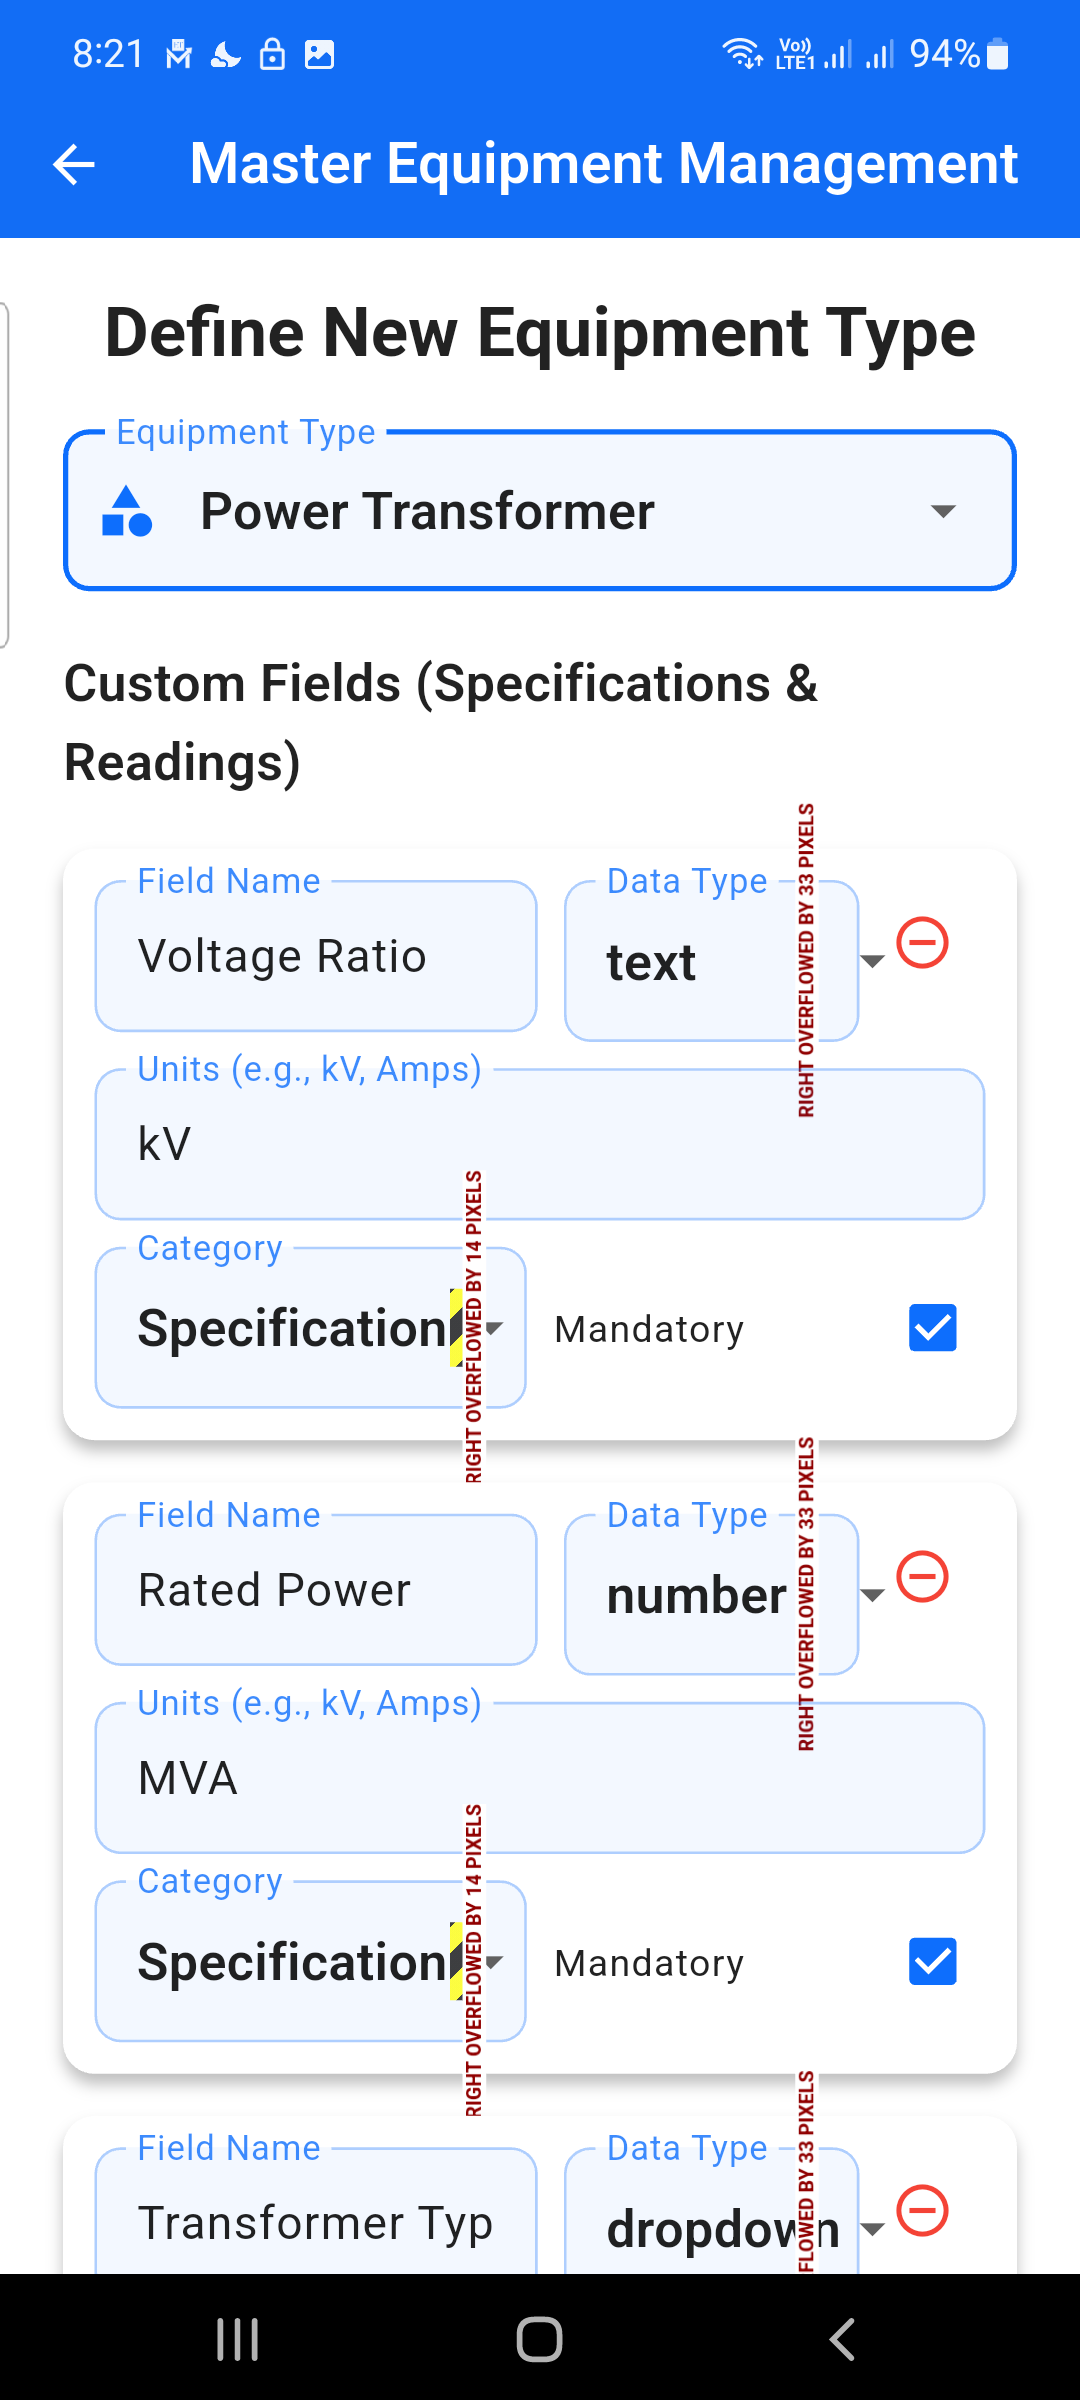 8:21
Vo)) LTE1 94%
Master Equipment Management
Define New Equipment Type
Equipment Type
Power Transformer
Custom Fields (Specifications &
Readings)
Field Name
Data Type
Voltage Ratio
text
RIGHT OVERFLOWED BY 33 PIXELS
Units (e.g., kV, Amps)
kV
Category
Specification
RIGHT OVERFLOWED BY 14 PIXELS
Mandatory
Field Name
Data Type
Rated Power
number
RIGHT OVERFLOWED BY 33 PIXELS
Units (e.g., kV, Amps)
MVA
Category
Specification
RIGHT OVERFLOWED BY 14 PIXELS
Mandatory
Field Name
Data Type
Transformer Typ
dropdown
FLOWED BY 33 PIXELS